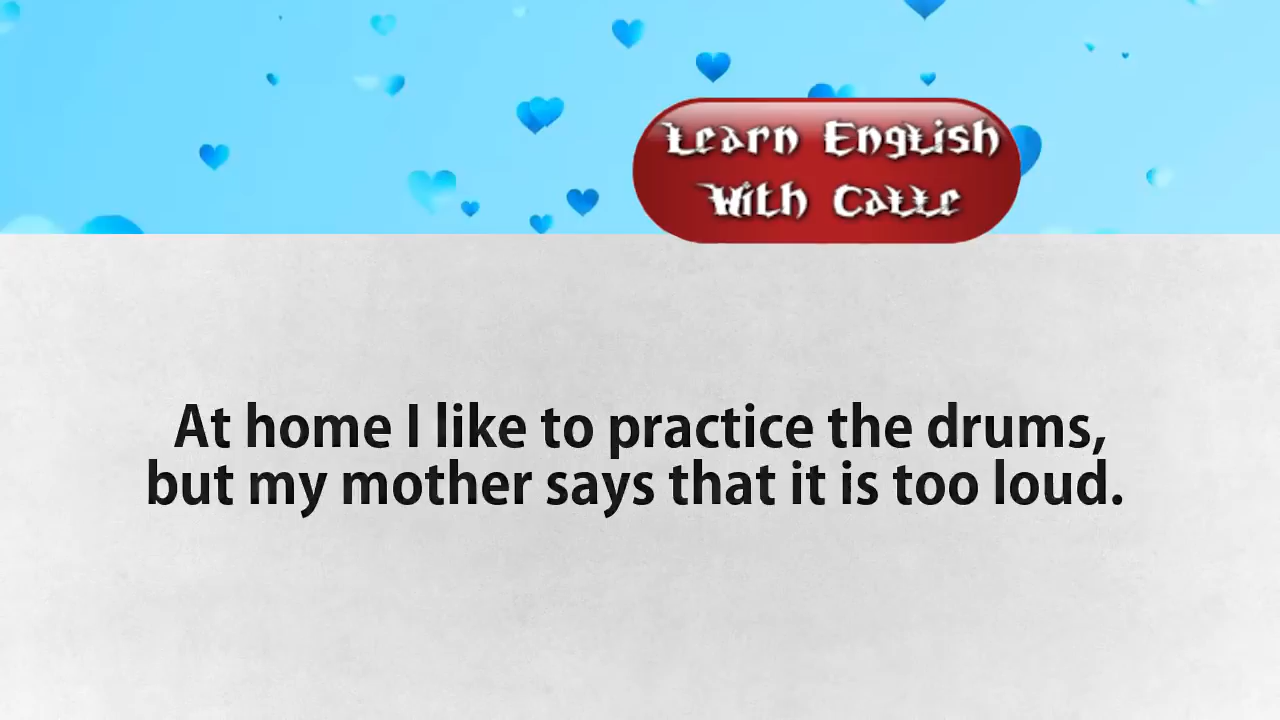 Learn English
With Calle
At home I like to practice the drums,
but my mother says that it is too loud.